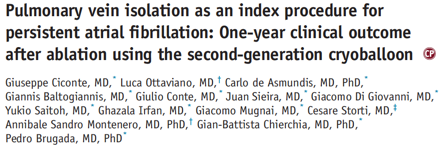 Pulmonary vein isolation as an index procedure for
persistent atrial fibrillation: One-year clinical outcome
after ablation using the second-generation cryoballoon CP
Giuseppe Ciconte, MD,* Luca Ottaviano, MD,† Carlo de Asmundis, MD, PhD,*
Giannis Baltogiannis, MD,* Giulio Conte, MD,* Juan Sieira, MD,* Giacomo Di Giovanni, MD,*
Yukio Saitoh, MD,* Ghazala Irfan, MD,* Giacomo Mugnai, MD,* Cesare Storti, MD,‡
Annibale Sandro Montenero, MD, PhD,† Gian-Battista Chierchia, MD, PhD,*
Pedro Brugada, MD, PhD*